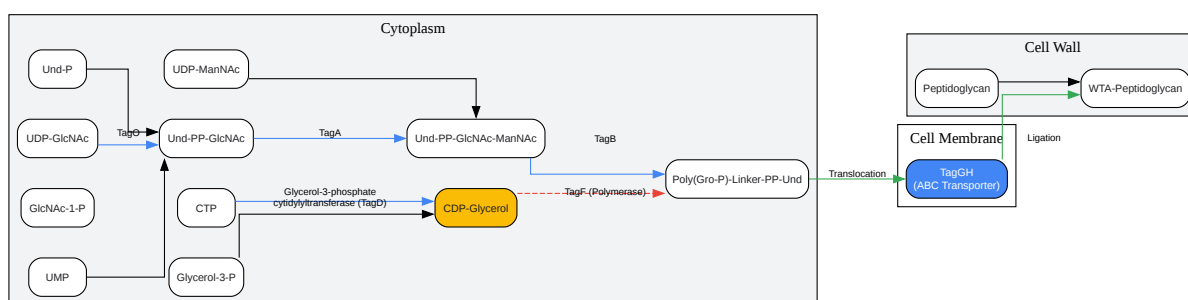 Cytoplasm
Cell Wall
Und-P
UDP-ManNAc
Peptidoglycan
WTA-Peptidoglycan
UDP-GlcNAc
TagO
Und-PP-GlcNAc
TagA
Und-PP-GlcNAc-ManNAc
TagB
Cell Membrane
Ligation
Poly(Gro-P)-Linker-PP-Und
Translocation
TagGH
(ABC Transporter)
GlcNAc-1-P
CTP
Glycerol-3-phosphate
cytidylyltransferase (TagD)
CDP-Glycerol
TagF (Polymerase)
UMP
Glycerol-3-P